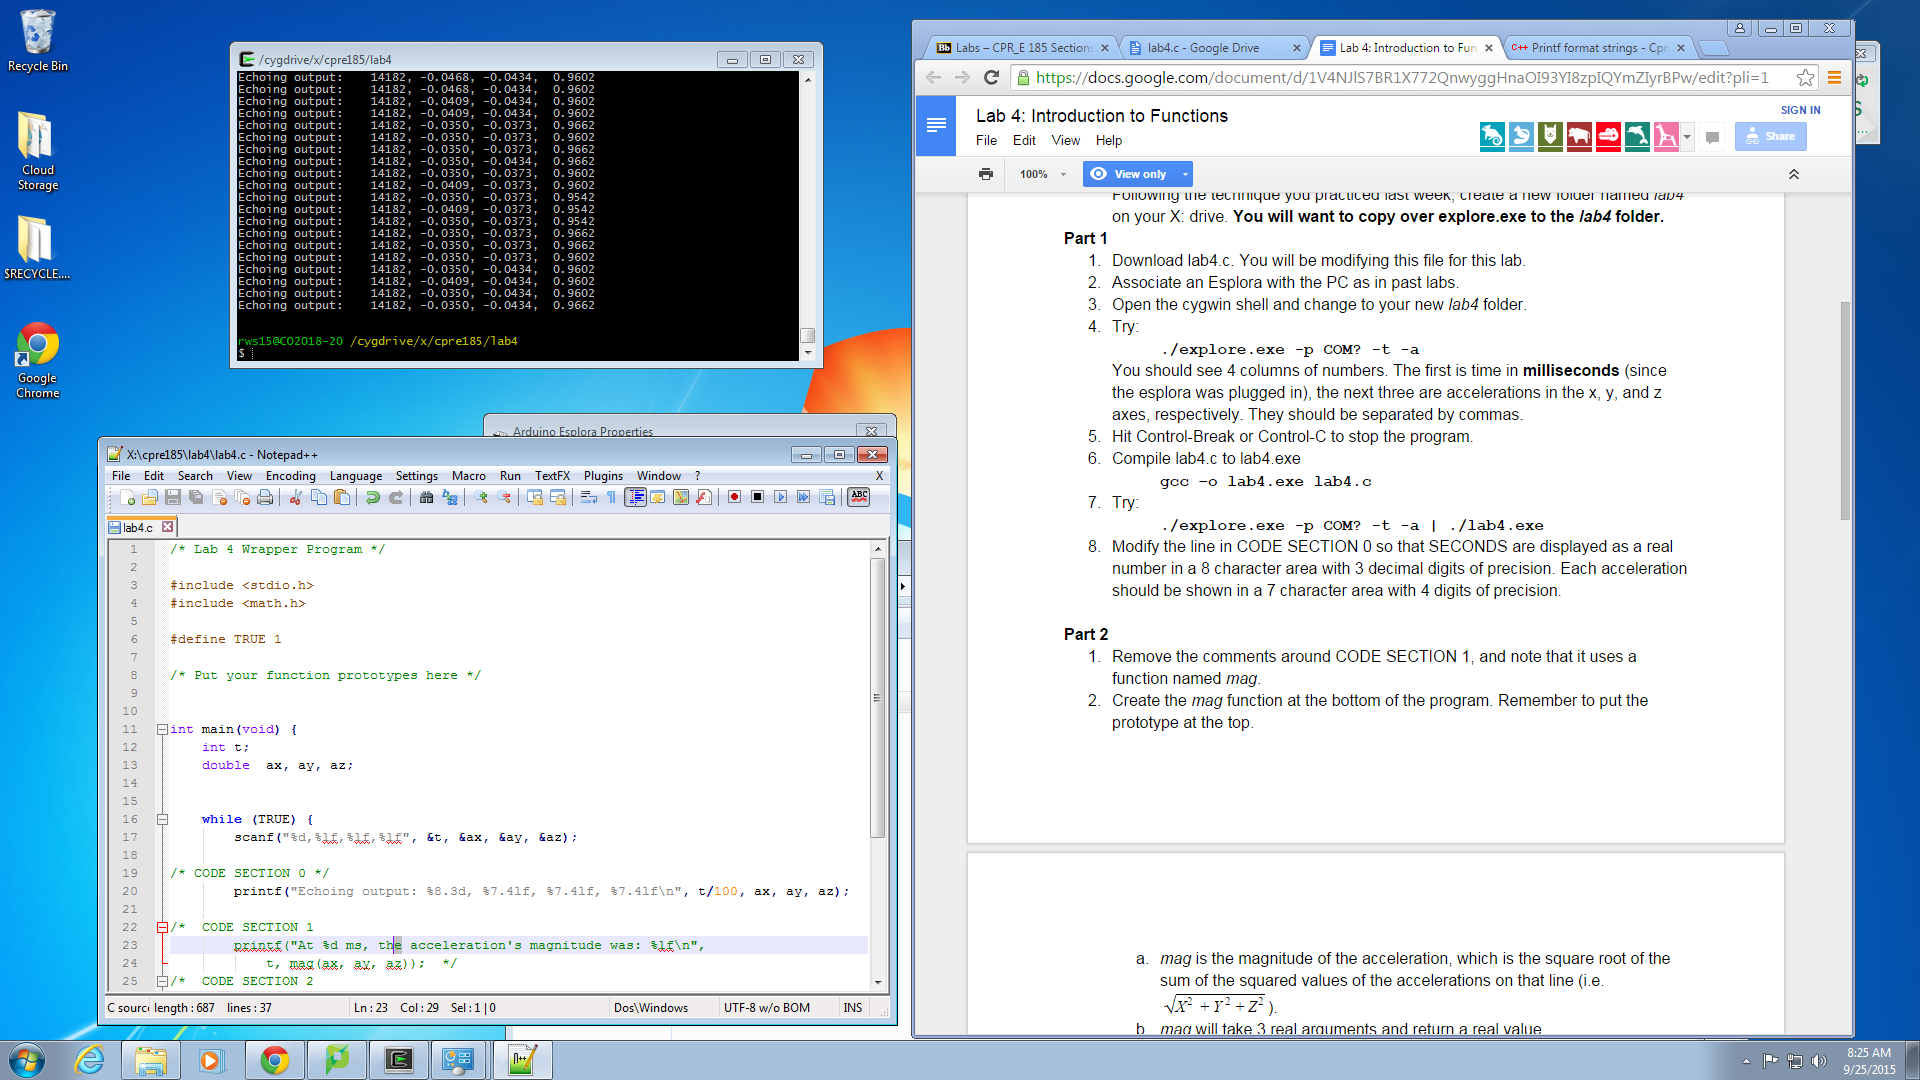 Recycle Bin
Cloud
Storage
$RECYCLE....
Google
Chrome
/cygdrive/x/cpre185/lab4
Echoing output:    14182, -0.0468, -0.0434,  0.9602
Echoing output:    14182, -0.0468, -0.0434,  0.9602
Echoing output:    14182, -0.0409, -0.0434,  0.9602
Echoing output:    14182, -0.0409, -0.0434,  0.9602
Echoing output:    14182, -0.0350, -0.0373,  0.9662
Echoing output:    14182, -0.0350, -0.0373,  0.9602
Echoing output:    14182, -0.0350, -0.0373,  0.9662
Echoing output:    14182, -0.0350, -0.0434,  0.9662
Echoing output:    14182, -0.0350, -0.0373,  0.9602
Echoing output:    14182, -0.0409, -0.0373,  0.9602
Echoing output:    14182, -0.0350, -0.0373,  0.9542
Echoing output:    14182, -0.0409, -0.0373,  0.9542
Echoing output:    14182, -0.0350, -0.0373,  0.9542
Echoing output:    14182, -0.0350, -0.0373,  0.9662
Echoing output:    14182, -0.0350, -0.0373,  0.9662
Echoing output:    14182, -0.0350, -0.0373,  0.9602
Echoing output:    14182, -0.0350, -0.0434,  0.9602
Echoing output:    14182, -0.0409, -0.0434,  0.9602
Echoing output:    14182, -0.0350, -0.0434,  0.9602
Echoing output:    14182, -0.0350, -0.0434,  0.9662
rws15@CO2018-20 /cygdrive/x/cpre185/lab4
$
Arduino Esplora Properties
X:\cpre185\lab4\lab4.c - Notepad++
File Edit Search View Encoding Language Settings Macro Run TextFX Plugins Window ? X
lab4.c
1 /* Lab 4 Wrapper Program */
2
3 #include <stdio.h>
4 #include <math.h>
5
6 #define TRUE 1
7
8 /* Put your function prototypes here */
9
10
11 int main(void) {
12 int t;
13 double  ax, ay, az;
14
15
16 while (TRUE) {
17 scanf("%d,%lf,%lf,%lf", &t, &ax, &ay, &az);
18
19 /* CODE SECTION 0 */
20 printf("Echoing output: %8.3d, %7.4lf, %7.4lf, %7.4lf\n", t/100, ax, ay, az);
21
22 /*  CODE SECTION 1
23 printf("At %d ms, the acceleration's magnitude was: %lf\n",
24 t, mag(ax, ay, az));  */
25 /*  CODE SECTION 2
C sourc length : 687 lines : 37 Ln : 23 Col : 29 Sel : 1 | 0 Dos\Windows UTF-8 w/o BOM INS
Bb Labs – CPR_E 185 Section
lab4.c - Google Drive
Lab 4: Introduction to Fun
C++ Printf format strings - Cpr
https://docs.google.com/document/d/1V4NJlS7BR1X772QnwyggHnaOI93YI8zpIQYmZIyrBPw/edit?pli=1
Lab 4: Introduction to Functions
SIGN IN
File Edit View Help
Share
100% View only
Following the technique you practiced last week, create a new folder named lab4
on your X: drive. You will want to copy over explore.exe to the lab4 folder.
Part 1
1. Download lab4.c. You will be modifying this file for this lab.
2. Associate an Esplora with the PC as in past labs.
3. Open the cygwin shell and change to your new lab4 folder.
4. Try:
./explore.exe -p COM? -t -a
You should see 4 columns of numbers. The first is time in milliseconds (since
the esplora was plugged in), the next three are accelerations in the x, y, and z
axes, respectively. They should be separated by commas.
5. Hit Control-Break or Control-C to stop the program.
6. Compile lab4.c to lab4.exe
gcc –o lab4.exe lab4.c
7. Try:
./explore.exe -p COM? -t -a | ./lab4.exe
8. Modify the line in CODE SECTION 0 so that SECONDS are displayed as a real
number in a 8 character area with 3 decimal digits of precision. Each acceleration
should be shown in a 7 character area with 4 digits of precision.
Part 2
1. Remove the comments around CODE SECTION 1, and note that it uses a
function named mag.
2. Create the mag function at the bottom of the program. Remember to put the
prototype at the top.
a. mag is the magnitude of the acceleration, which is the square root of the
sum of the squared values of the accelerations on that line (i.e.
√X² + Y² + Z² ).
b. mag will take 3 real arguments and return a real value
8:25 AM
9/25/2015